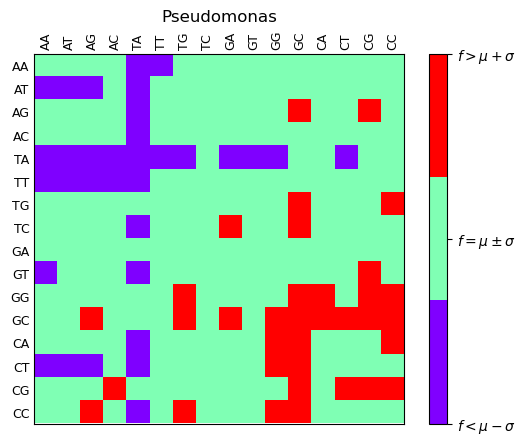 Pseudomonas
AA AT AG AC TA TT TG TC GA GT GG GC CA CT CG CC
AA
AT
AG
AC
TA
TT
TG
TC
GA
GT
GG
GC
CA
CT
CG
CC
f > μ + σ
f = μ ± σ
f < μ − σ